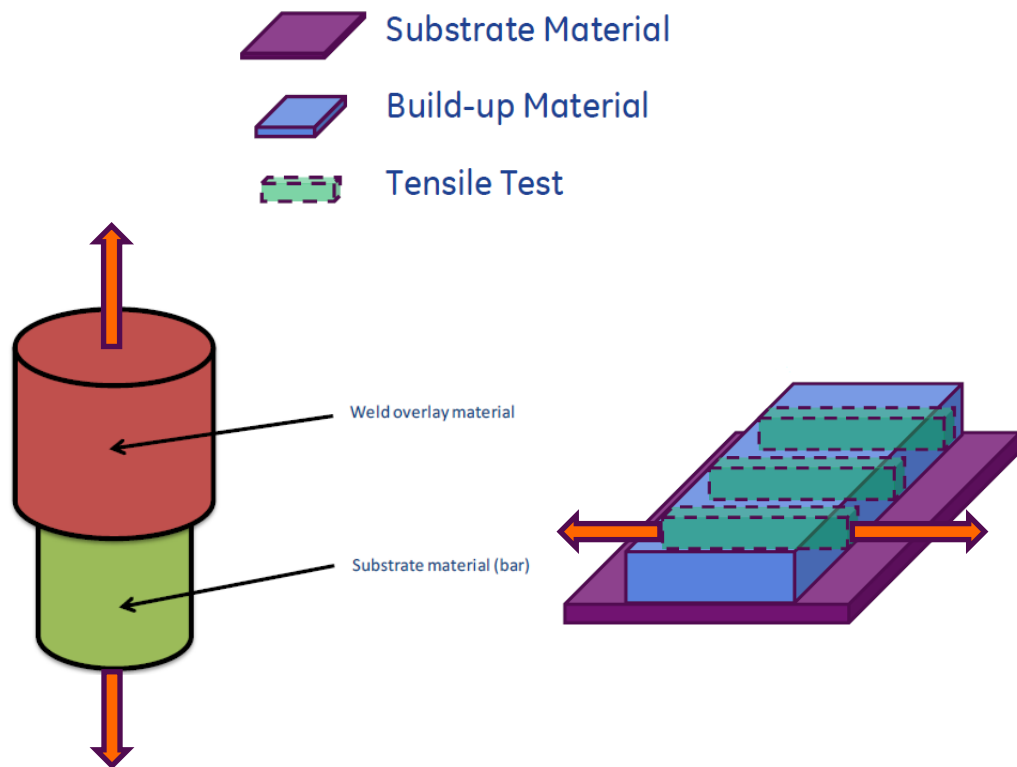 Substrate Material
Build-up Material
Tensile Test
Weld overlay material
Substrate material (bar)